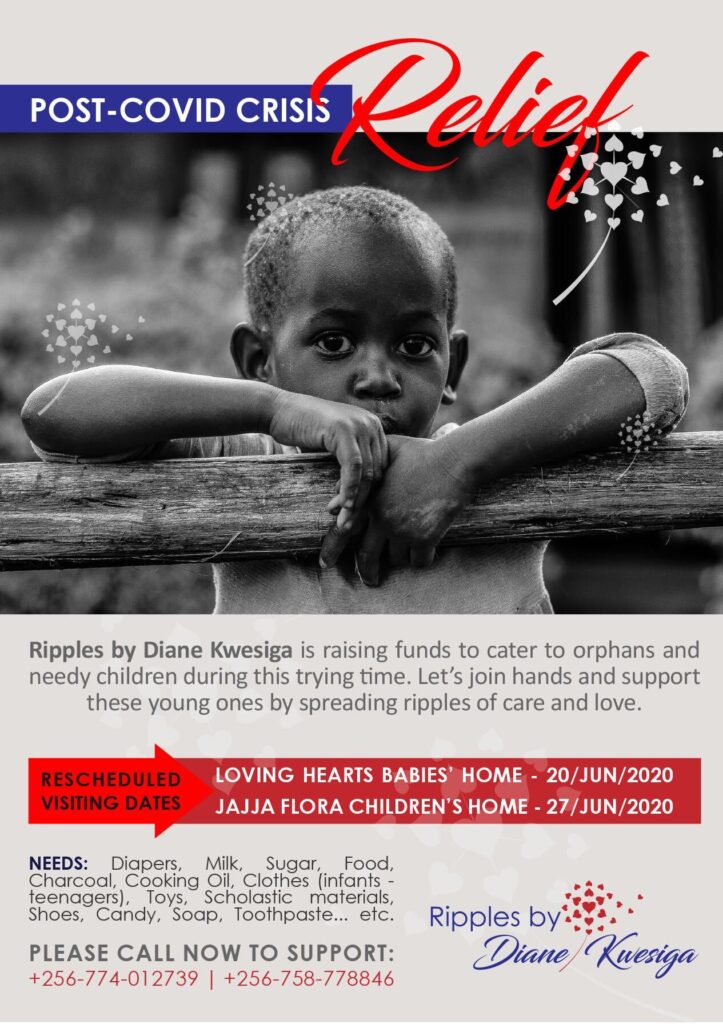 POST-COVID CRISIS Relief
Ripples by Diane Kwesiga is raising funds to cater to orphans and
needy children during this trying time. Let’s join hands and support
these young ones by spreading ripples of care and love.
RESCHEDULED
VISITING DATES
LOVING HEARTS BABIES’ HOME - 20/JUN/2020
JAJJA FLORA CHILDREN’S HOME - 27/JUN/2020
NEEDS: Diapers, Milk, Sugar, Food,
Charcoal, Cooking Oil, Clothes (infants -
teenagers), Toys, Scholastic materials,
Shoes, Candy, Soap, Toothpaste... etc.
PLEASE CALL NOW TO SUPPORT:
+256-774-012739 | +256-758-778846
Ripples by
Diane Kwesiga